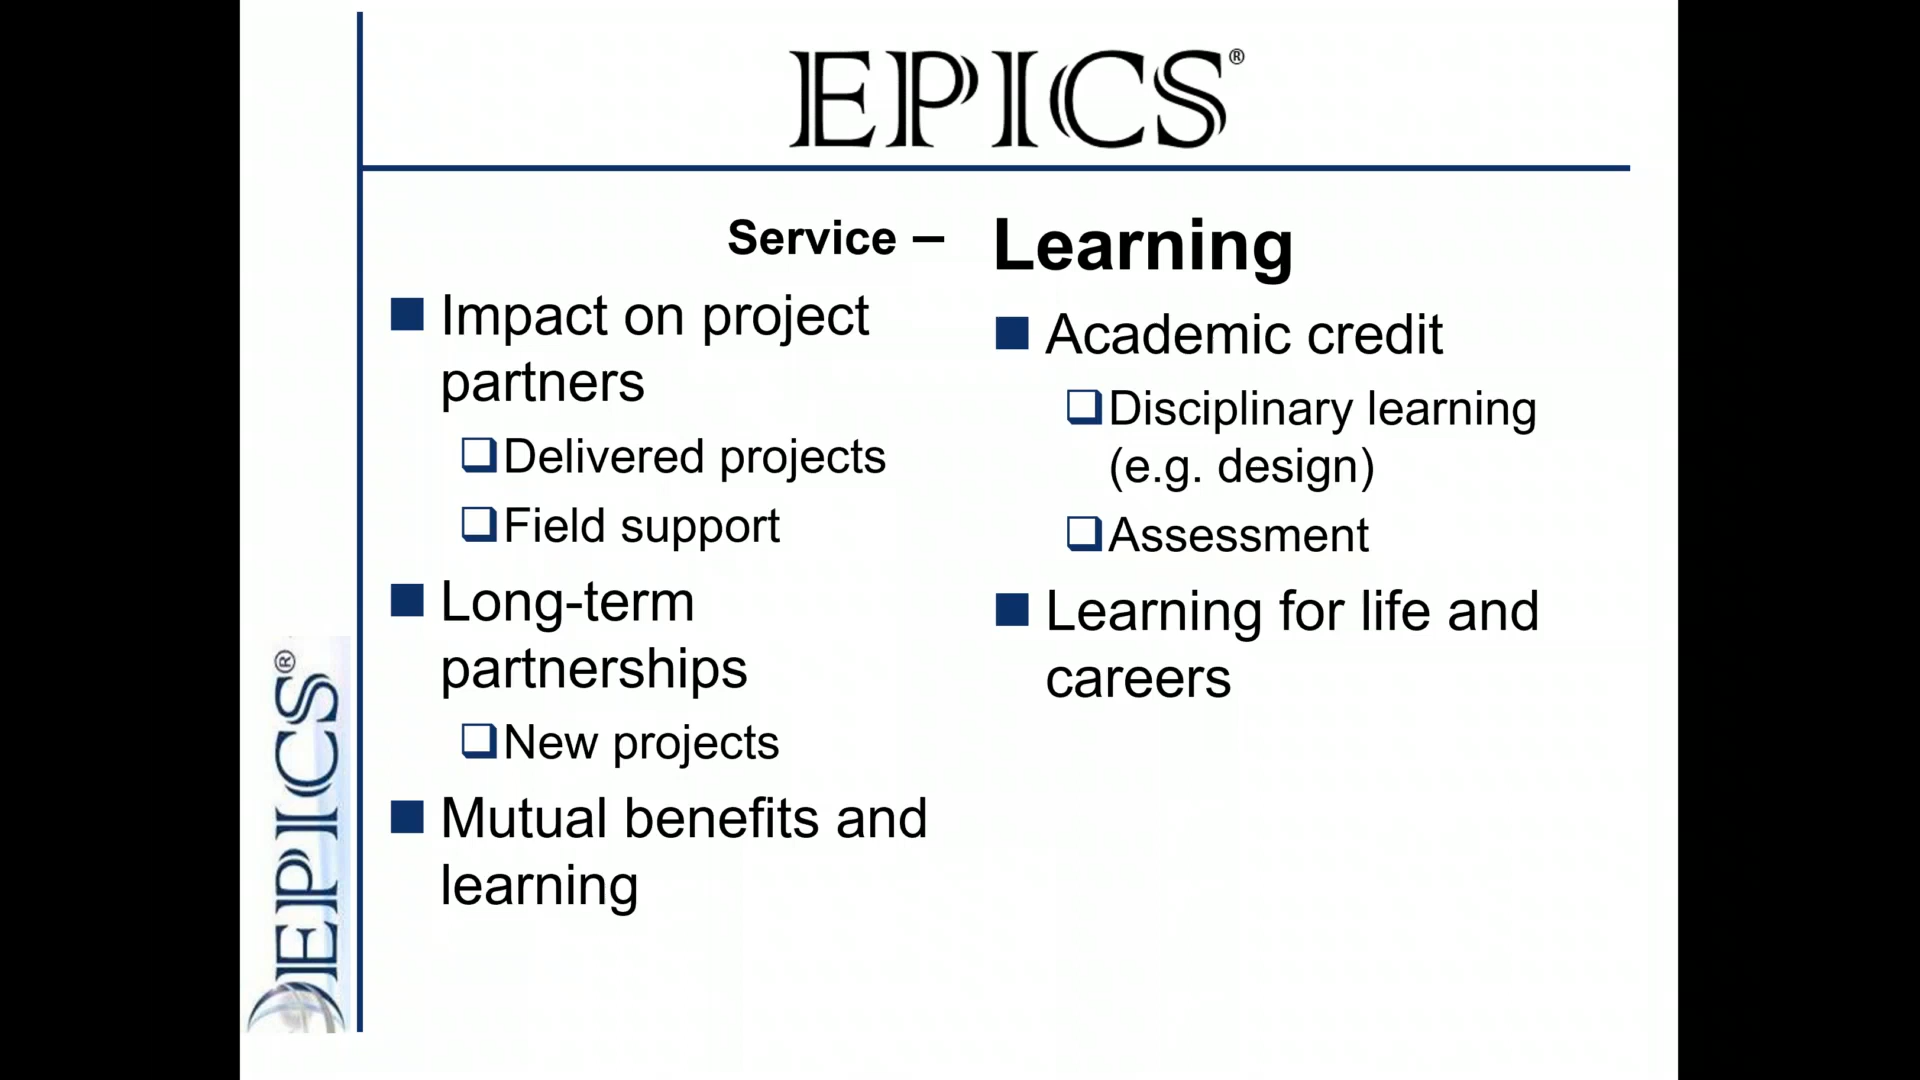 EPICS®
Service –
Impact on project
partners
Delivered projects
Field support
Long-term
partnerships
New projects
Mutual benefits and
learning
Learning
Academic credit
Disciplinary learning
(e.g. design)
Assessment
Learning for life and
careers
EPICS®